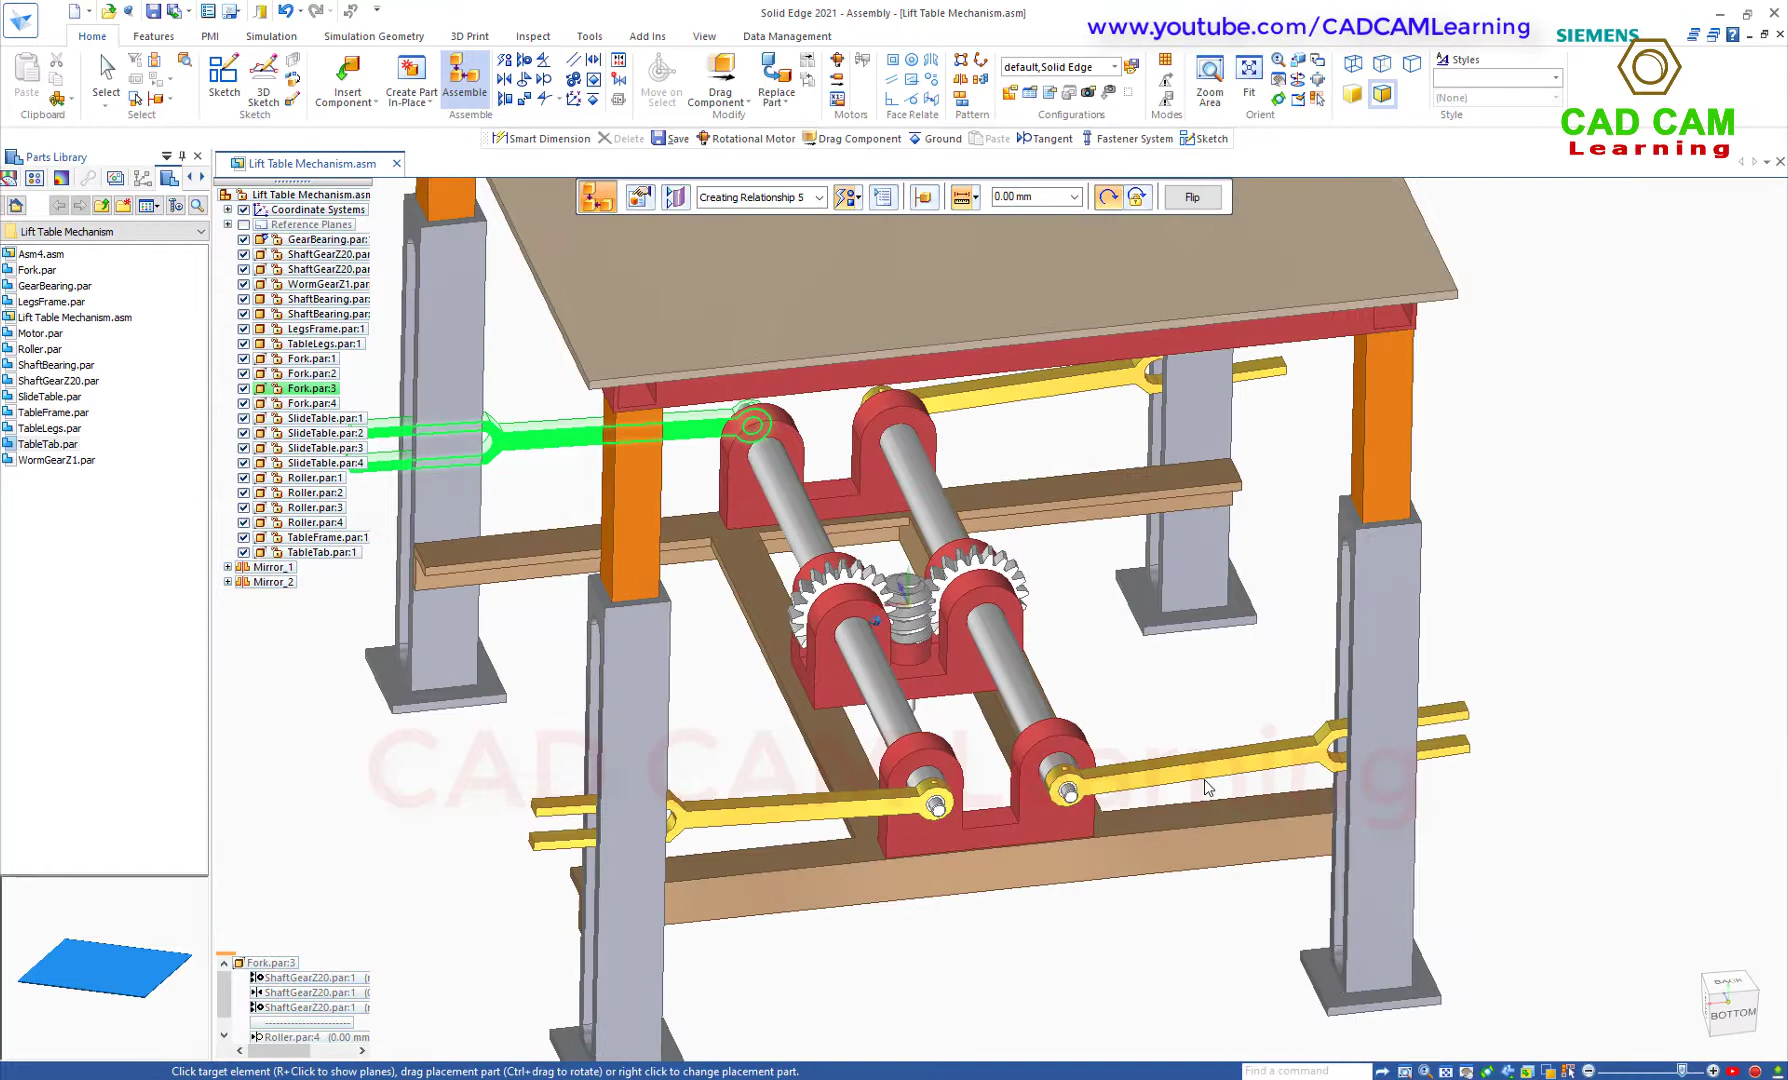 Solid Edge 2021 - Assembly - [Lift Table Mechanism.asm]
www.youtube.com/CADCAMLearning
SIEMENS
Home
Features
PMI
Simulation
Simulation Geometry
3D Print
Inspect
Tools
Add Ins
View
Data Management
Paste
Clipboard
Select
Select
Sketch
3D Sketch
Insert Component
Create Part In-Place
Assemble
Assemble
Move on Select
Drag Component
Replace Part
Modify
Motors
Face Relate
Pattern
default,Solid Edge
Configurations
Modes
Zoom Area
Fit
Orient
Styles
(None)
Style
CAD CAM
Learning
Smart Dimension
Delete
Save
Rotational Motor
Drag Component
Ground
Paste
Tangent
Fastener System
Sketch
Parts Library
Lift Table Mechanism.asm
Creating Relationship 5
0.00 mm
Flip
Lift Table Mechanism
Asm4.asm
Fork.par
GearBearing.par
LegsFrame.par
Lift Table Mechanism.asm
Motor.par
Roller.par
ShaftBearing.par
ShaftGearZ20.par
SlideTable.par
TableFrame.par
TableLegs.par
TableTab.par
WormGearZ1.par
Lift Table Mechanism.asm
Coordinate Systems
Reference Planes
GearBearing.par:
ShaftGearZ20.par
ShaftGearZ20.par
WormGearZ1.par
ShaftBearing.par:
ShaftBearing.par:
LegsFrame.par:1
TableLegs.par:1
Fork.par:1
Fork.par:2
Fork.par:3
Fork.par:4
SlideTable.par:1
SlideTable.par:2
SlideTable.par:3
SlideTable.par:4
Roller.par:1
Roller.par:2
Roller.par:3
Roller.par:4
TableFrame.par:1
TableTab.par:1
Mirror_1
Mirror_2
CAD CAM Learning
Fork.par:3
ShaftGearZ20.par:1
ShaftGearZ20.par:1
ShaftGearZ20.par:1
Roller.par:4 (0.00 mm
BACK
BOTTOM
Click target element (R+Click to show planes), drag placement part (Ctrl+drag to rotate) or right click to change placement part.
Find a command